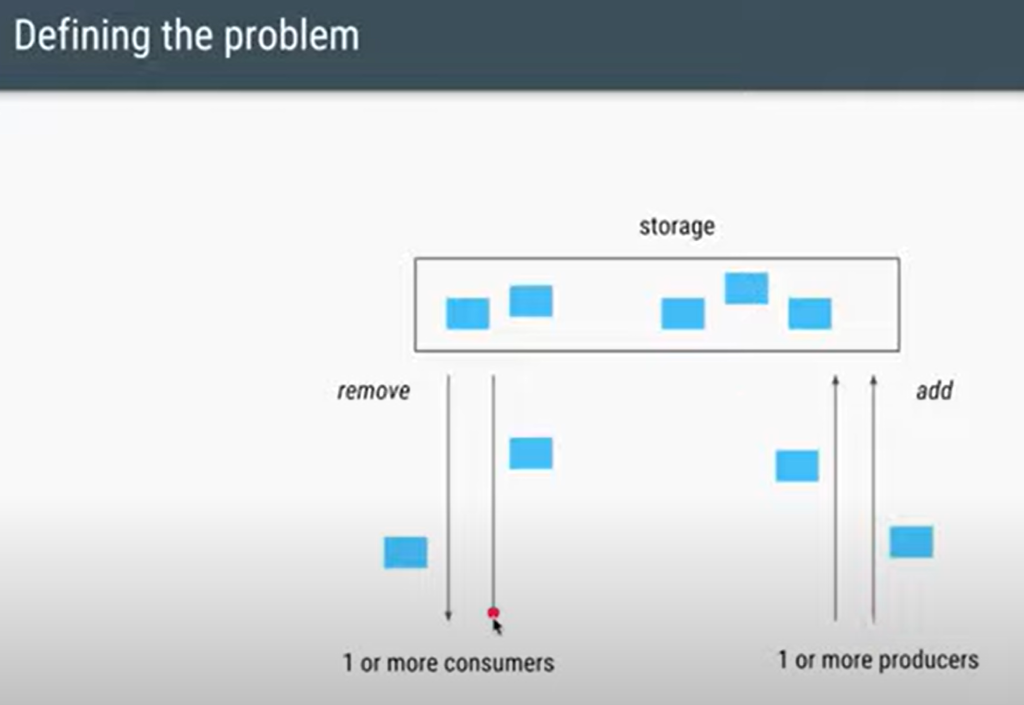 Defining the problem
storage
remove
add
1 or more consumers
1 or more producers